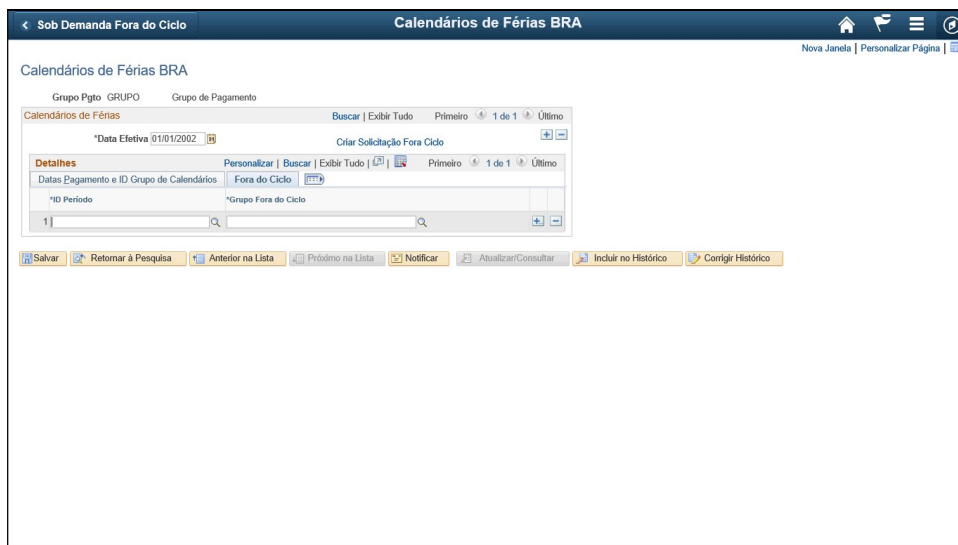 Sob Demanda Fora do Ciclo
Calendários de Férias BRA
Nova Janela | Personalizar Página |
Calendários de Férias BRA
Grupo Pgto GRUPO Grupo de Pagamento
Calendários de Férias Buscar | Exibir Tudo Primeiro 1 de 1 Último
*Data Efetiva 01/01/2002 Criar Solicitação Fora Ciclo
Detalhes Personalizar | Buscar | Exibir Tudo | | Primeiro 1 de 1 Último
Datas Pagamento e ID Grupo de Calendários Fora do Ciclo
*ID Período *Grupo Fora do Ciclo
1
Salvar Retornar à Pesquisa Anterior na Lista Próximo na Lista Notificar Atualizar/Consultar Incluir no Histórico Corrigir Histórico